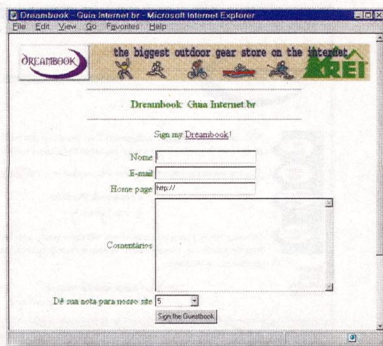 Dreambook - Guia Internet.br - Microsoft Internet Explorer
File Edit View Go Favorites Help
DREAMBOOK
the biggest outdoor gear store on the internet
REI
Dreambook: Guia Internet.br
Sign my Dreambook!
Nome
E-mail
Home page http://
Comentários
Dê sua nota para nosso site 5
Sign the Guestbook